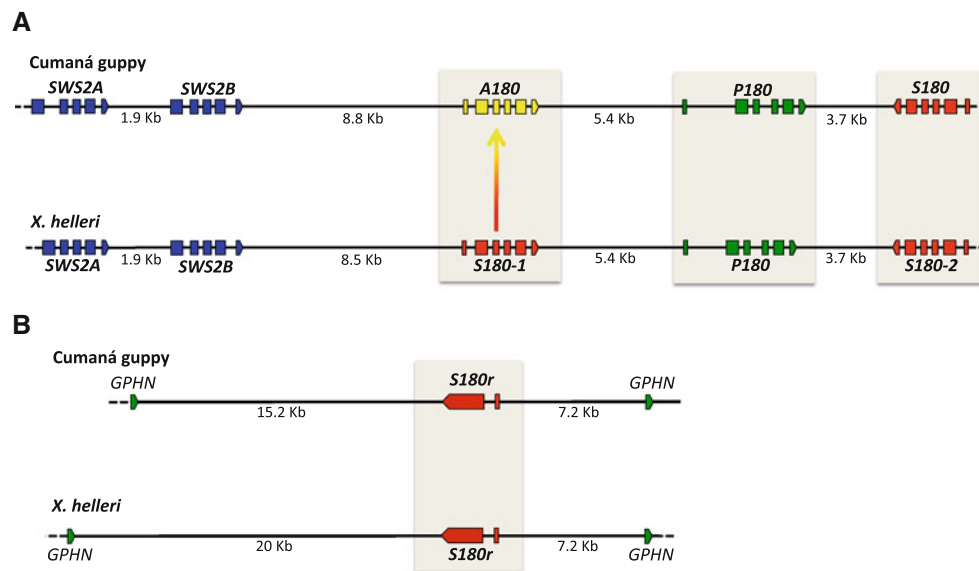 A
Cumaná guppy
SWS2A SWS2B A180 P180 S180
1.9 Kb 8.8 Kb 5.4 Kb 3.7 Kb
X. helleri
1.9 Kb 8.5 Kb 5.4 Kb 3.7 Kb
SWS2A SWS2B S180-1 P180 S180-2
B
Cumaná guppy
GPHN S180r GPHN
15.2 Kb 7.2 Kb
X. helleri
20 Kb 7.2 Kb
GPHN S180r GPHN